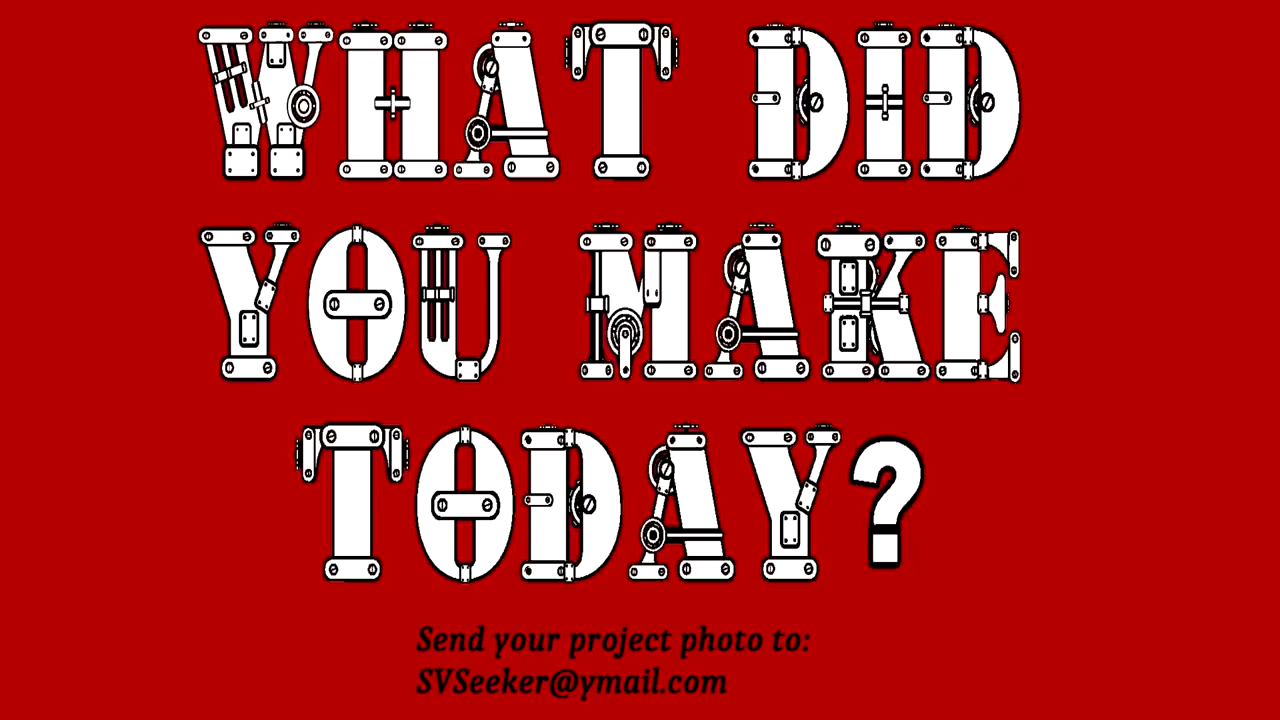 WHAT DID
YOU MAKE
TODAY?
Send your project photo to:
SVSeeker@ymail.com